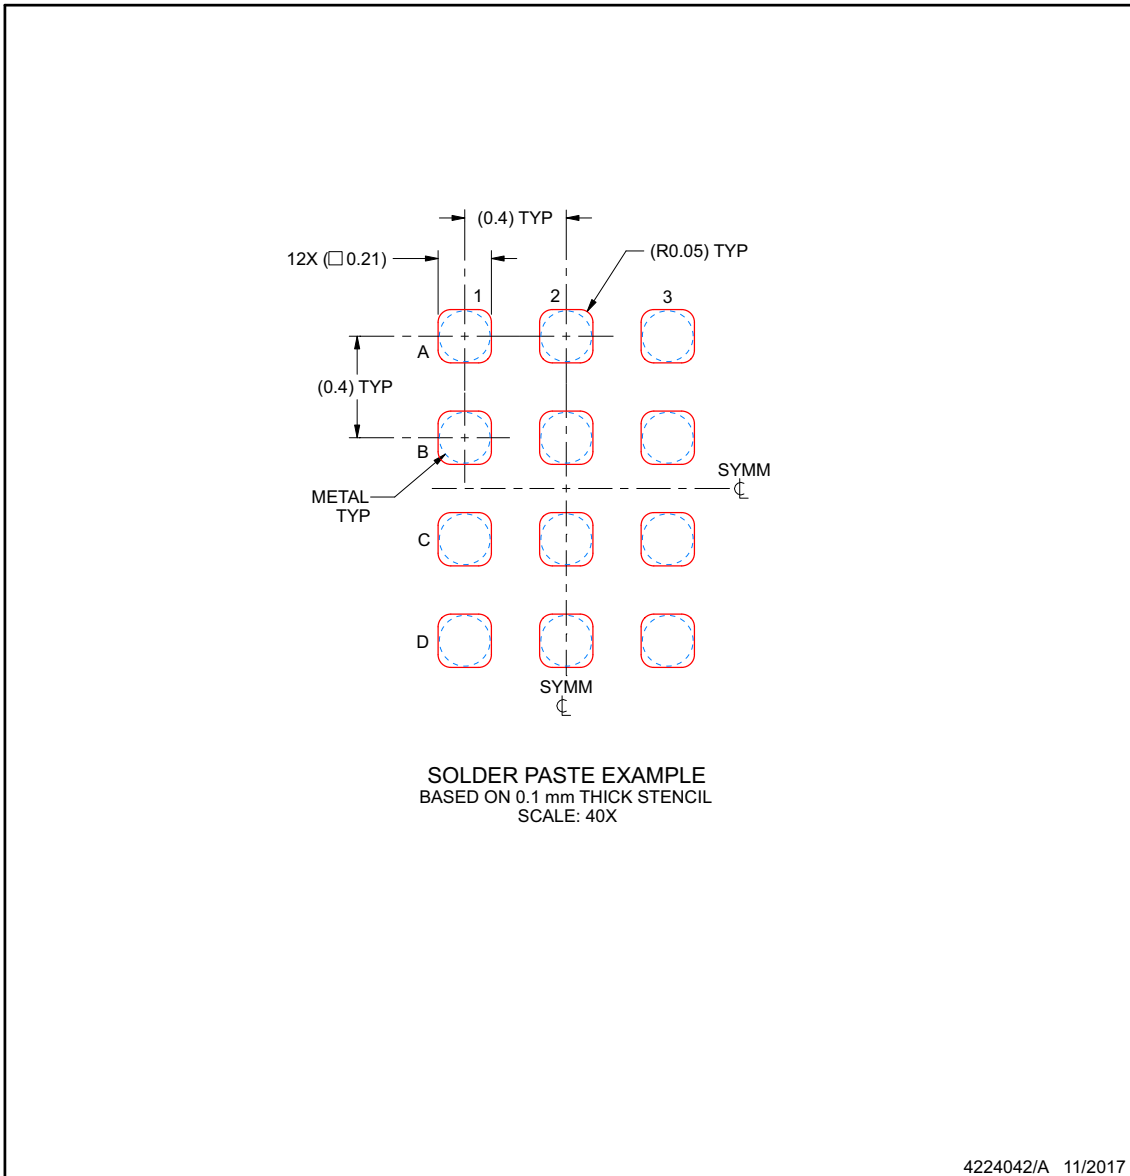 (0.4) TYP
12X (□ 0.21)
(R0.05) TYP
1
2
3
A
(0.4) TYP
B
SYMM
℄
METAL
TYP
C
D
SYMM
℄
SOLDER PASTE EXAMPLE
BASED ON 0.1 mm THICK STENCIL
SCALE: 40X
4224042/A 11/2017